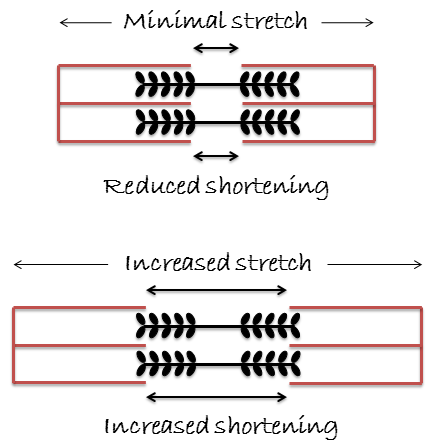 Minimal stretch
Reduced shortening
Increased stretch
Increased shortening